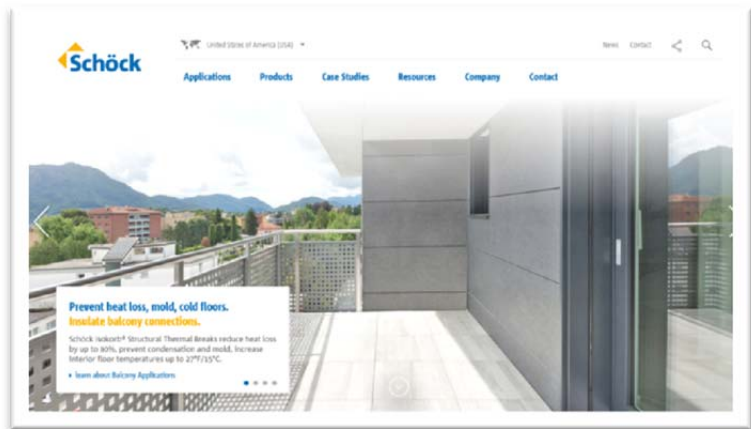 United States of America (USA)
News Contact
Schöck
Applications Products Case Studies Resources Company Contact
Prevent heat loss, mold, cold floors.
Insulate balcony connections.
Schöck Isokorb® Structural Thermal Breaks reduce heat loss
by up to 90%, prevent condensation and mold, increase
interior floor temperatures up to 27°F/15°C.
learn about Balcony Applications